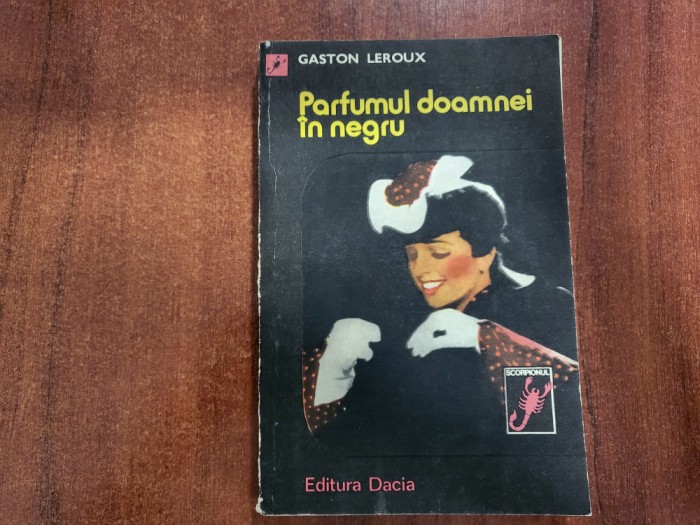 GASTON LEROUX
Parfumul doamnei
în negru
SCORPIONUL
Editura Dacia